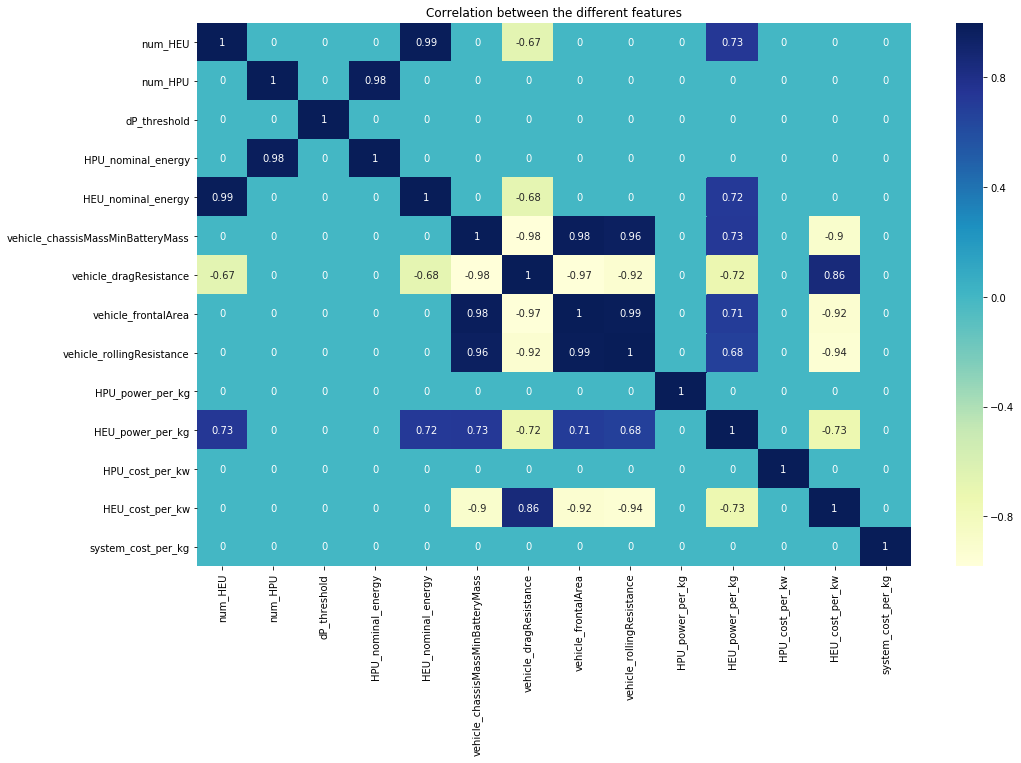 Correlation between the different features
num_HEU 1 0 0 0 0.99 0 -0.67 0 0 0 0.73 0 0 0
num_HPU 0 1 0 0.98 0 0 0 0 0 0 0 0 0 0
dP_threshold 0 0 1 0 0 0 0 0 0 0 0 0 0 0
HPU_nominal_energy 0 0.98 0 1 0 0 0 0 0 0 0 0 0 0
HEU_nominal_energy 0.99 0 0 0 1 0 -0.68 0 0 0 0.72 0 0 0
vehicle_chassisMassMinBatteryMass 0 0 0 0 0 1 -0.98 0.98 0.96 0 0.73 0 -0.9 0
vehicle_dragResistance -0.67 0 0 0 -0.68 -0.98 1 -0.97 -0.92 0 -0.72 0 0.86 0
vehicle_frontalArea 0 0 0 0 0 0.98 -0.97 1 0.99 0 0.71 0 -0.92 0
vehicle_rollingResistance 0 0 0 0 0 0.96 -0.92 0.99 1 0 0.68 0 -0.94 0
HPU_power_per_kg 0 0 0 0 0 0 0 0 0 1 0 0 0 0
HEU_power_per_kg 0.73 0 0 0 0.72 0.73 -0.72 0.71 0.68 0 1 0 -0.73 0
HPU_cost_per_kw 0 0 0 0 0 0 0 0 0 0 0 1 0 0
HEU_cost_per_kw 0 0 0 0 0 -0.9 0.86 -0.92 -0.94 0 -0.73 0 1 0
system_cost_per_kg 0 0 0 0 0 0 0 0 0 0 0 0 0 1
num_HEU
num_HPU
dP_threshold
HPU_nominal_energy
HEU_nominal_energy
vehicle_chassisMassMinBatteryMass
vehicle_dragResistance
vehicle_frontalArea
vehicle_rollingResistance
HPU_power_per_kg
HEU_power_per_kg
HPU_cost_per_kw
HEU_cost_per_kw
system_cost_per_kg
0.8
0.4
0.0
−0.4
−0.8